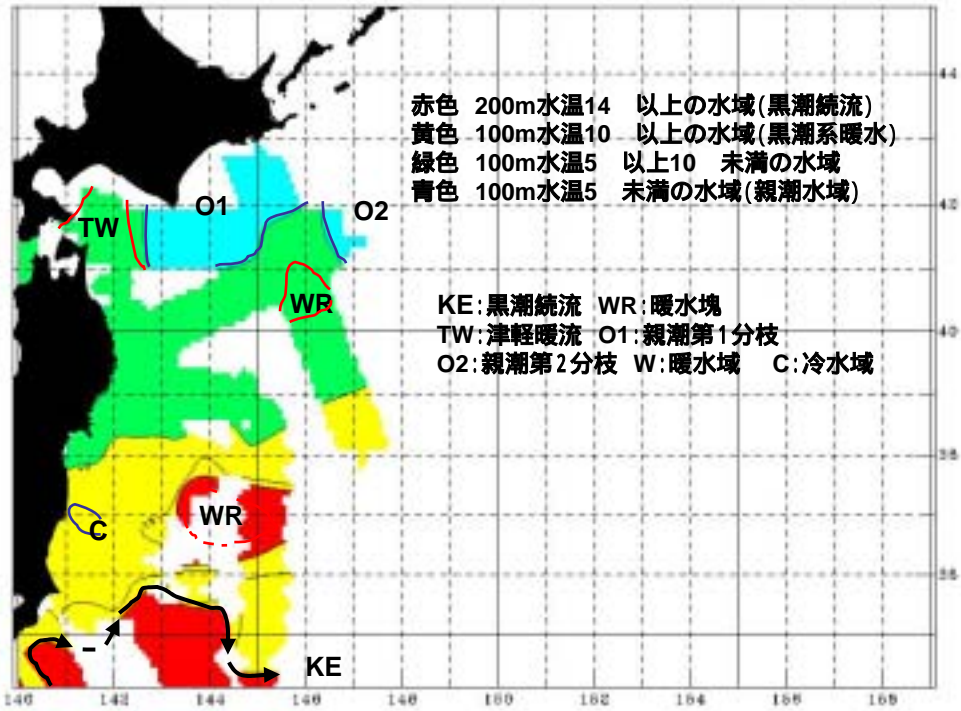 赤色 200m水温14 以上の水域(黒潮続流)
黄色 100m水温10 以上の水域(黒潮系暖水)
緑色 100m水温5 以上10 未満の水域
青色 100m水温5 未満の水域(親潮水域)
O1
O2
TW
WR
KE:黒潮続流 WR:暖水塊
TW:津軽暖流 O1:親潮第1分枝
O2:親潮第2分枝 W:暖水域 C:冷水域
WR
C
KE
44
42
40
38
36
140 142 144 146 148 150 152 154 156 158